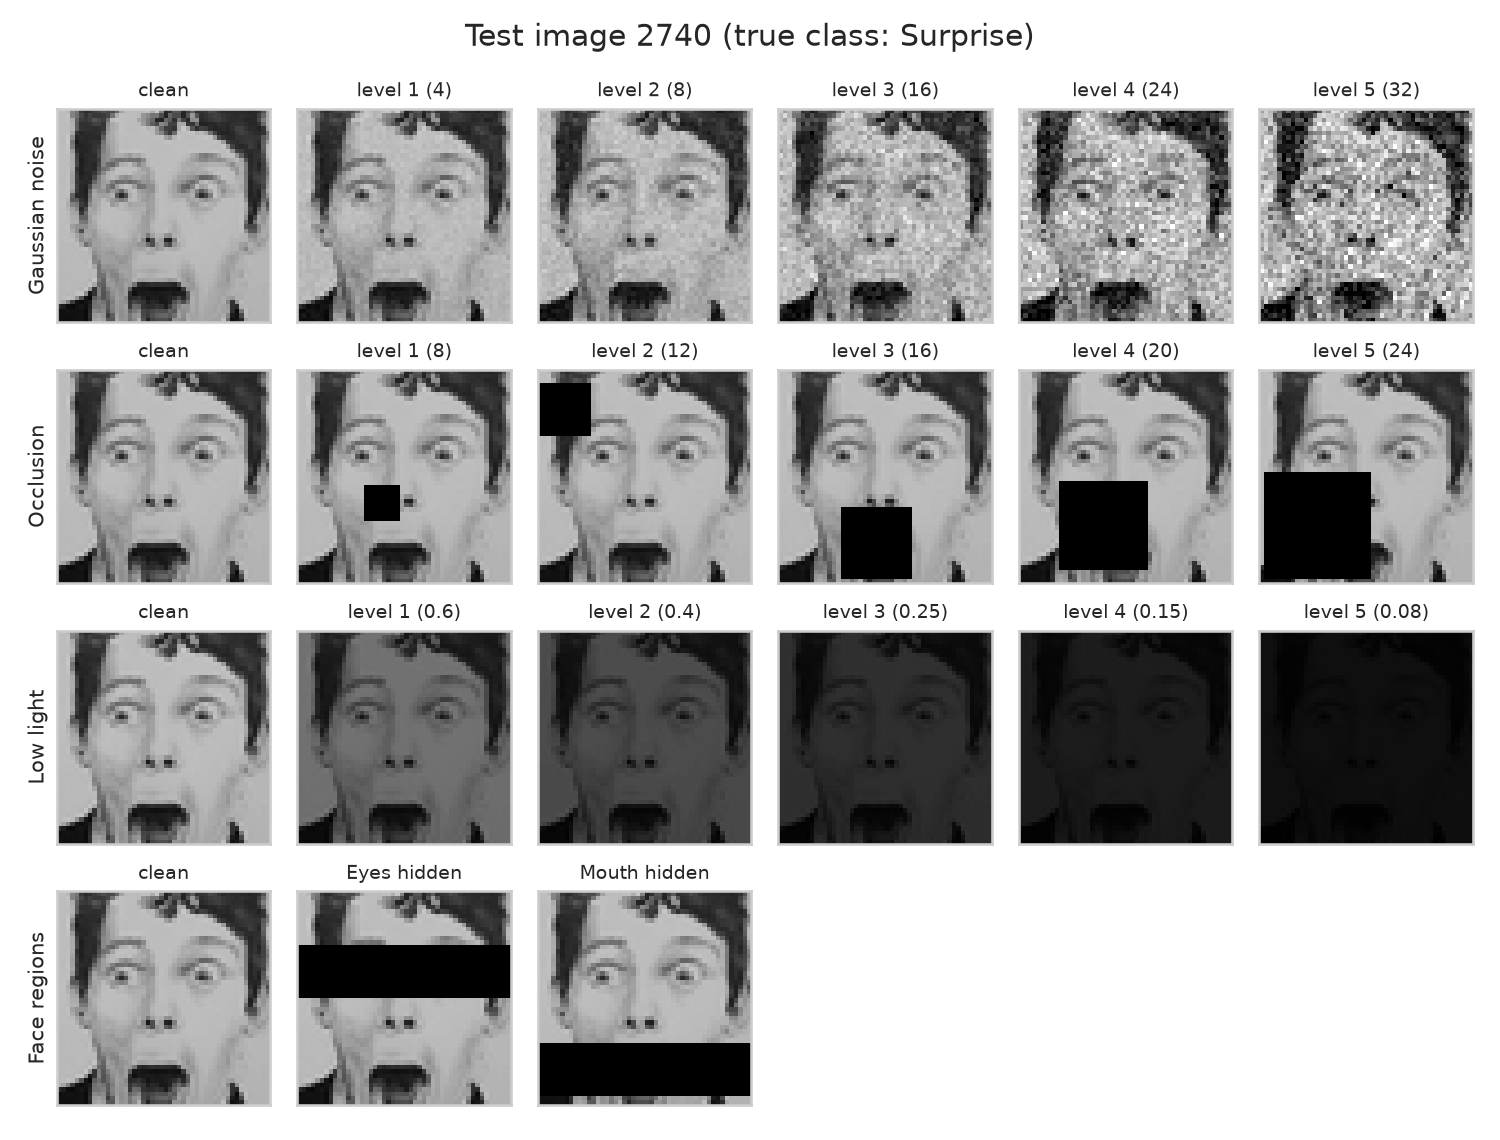 Test image 2740 (true class: Surprise)
clean level 1 (4) level 2 (8) level 3 (16) level 4 (24) level 5 (32)
Gaussian noise
clean level 1 (8) level 2 (12) level 3 (16) level 4 (20) level 5 (24)
Occlusion
clean level 1 (0.6) level 2 (0.4) level 3 (0.25) level 4 (0.15) level 5 (0.08)
Low light
clean Eyes hidden Mouth hidden
Face regions